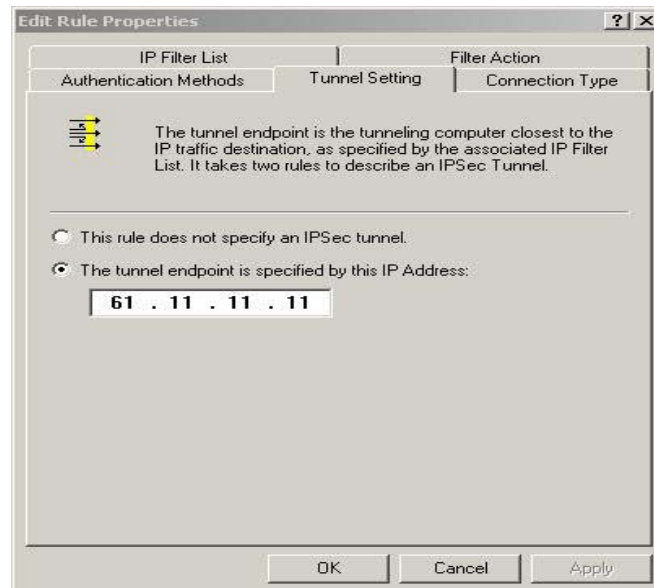 Edit Rule Properties
IP Filter List
Filter Action
Authentication Methods
Tunnel Setting
Connection Type
The tunnel endpoint is the tunneling computer closest to the
IP traffic destination, as specified by the associated IP Filter
List. It takes two rules to describe an IPSec Tunnel.
This rule does not specify an IPSec tunnel.
The tunnel endpoint is specified by this IP Address:
61 . 11 . 11 . 11
OK
Cancel
Apply